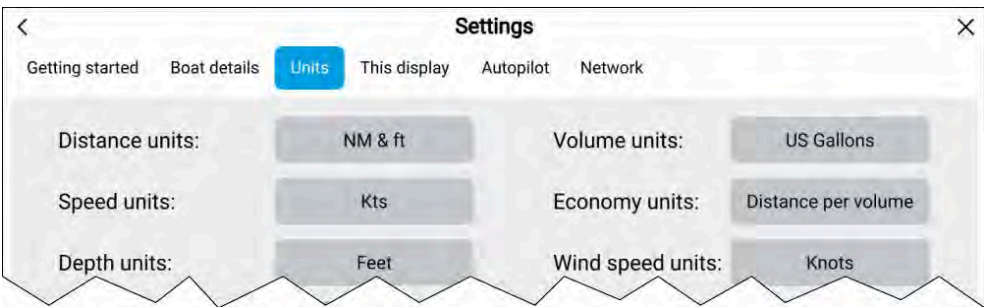 Settings
Getting started Boat details Units This display Autopilot Network
Distance units: NM & ft Volume units: US Gallons
Speed units: Kts Economy units: Distance per volume
Depth units: Feet Wind speed units: Knots